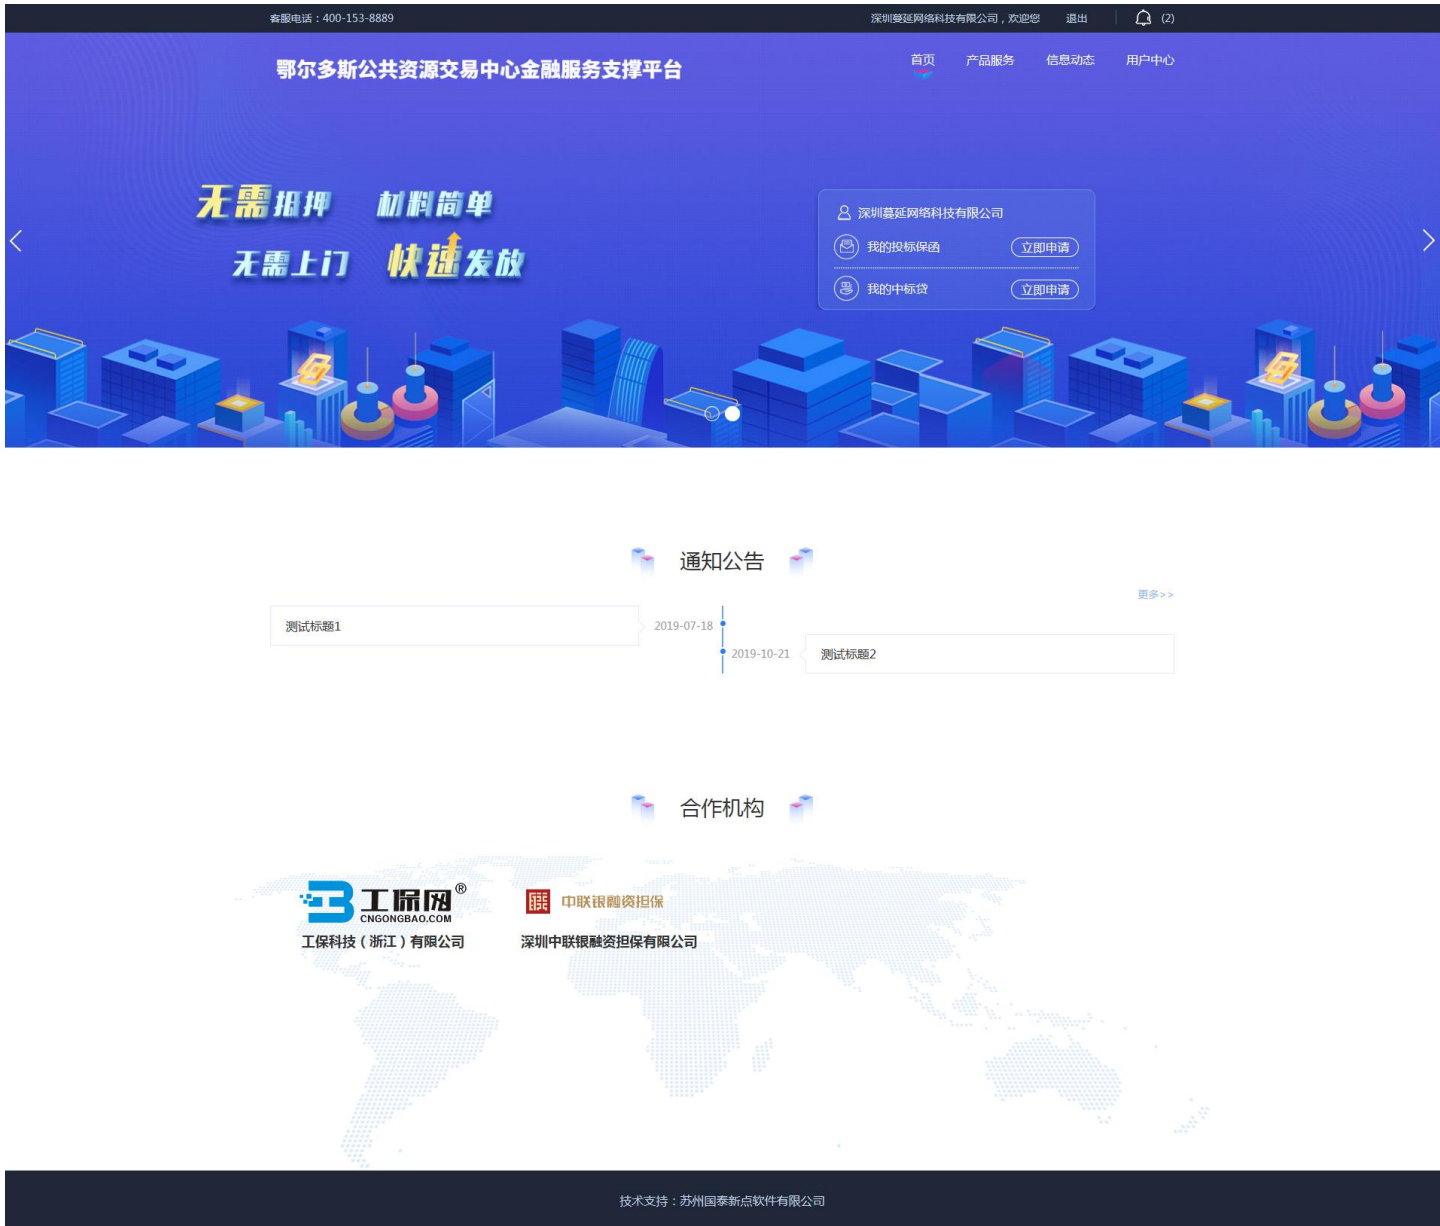 客服电话：400-153-8889
深圳蔓延网络科技有限公司，欢迎您 退出 (2)
鄂尔多斯公共资源交易中心金融服务支撑平台
首页 产品服务 信息动态 用户中心
无需抵押 材料简单
无需上门 快速发放
深圳蔓延网络科技有限公司
我的投标保函 立即申请
我的中标贷 立即申请
通知公告
更多>>
测试标题1 2019-07-18
2019-10-21 测试标题2
合作机构
工保网®
CNGONGBAO.COM
工保科技（浙江）有限公司
中联银融资担保
深圳中联银融资担保有限公司
技术支持：苏州国泰新点软件有限公司